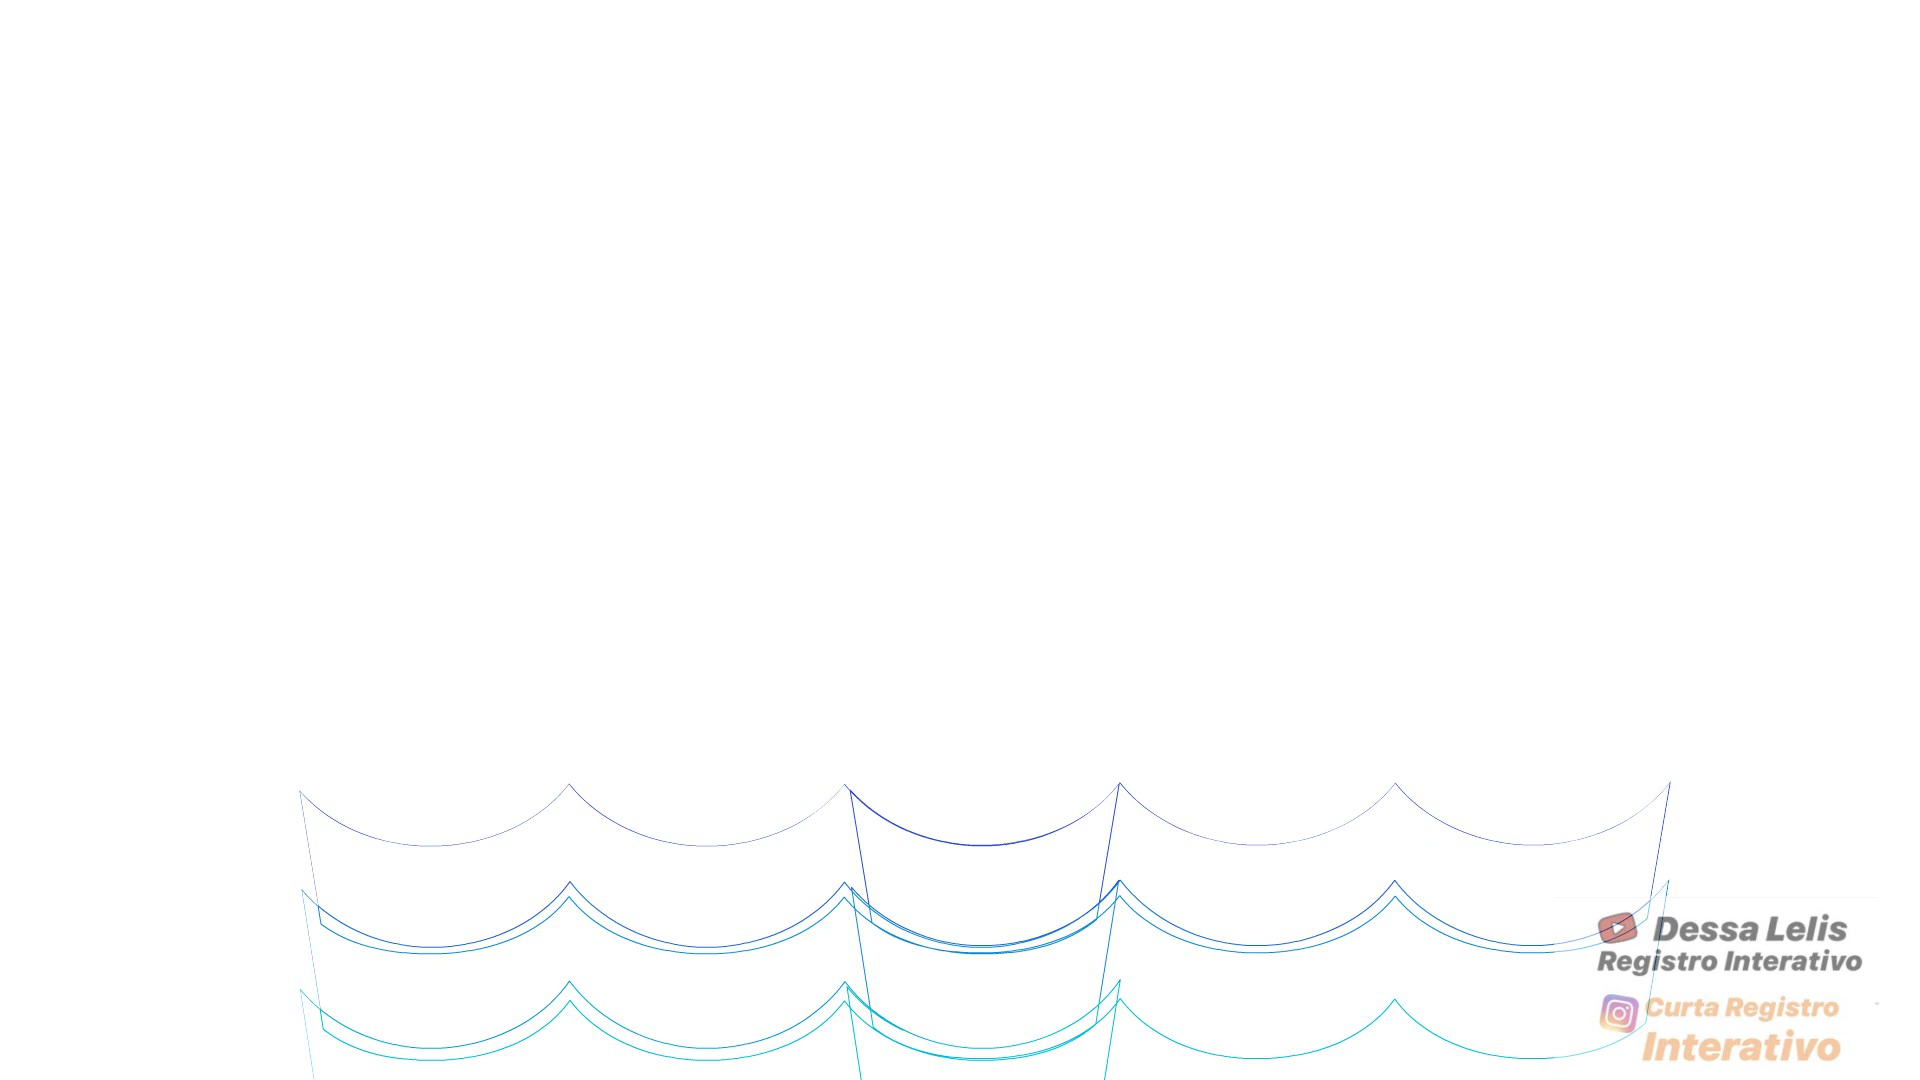 Dessa Lelis
Registro Interativo
Curta Registro
Interativo